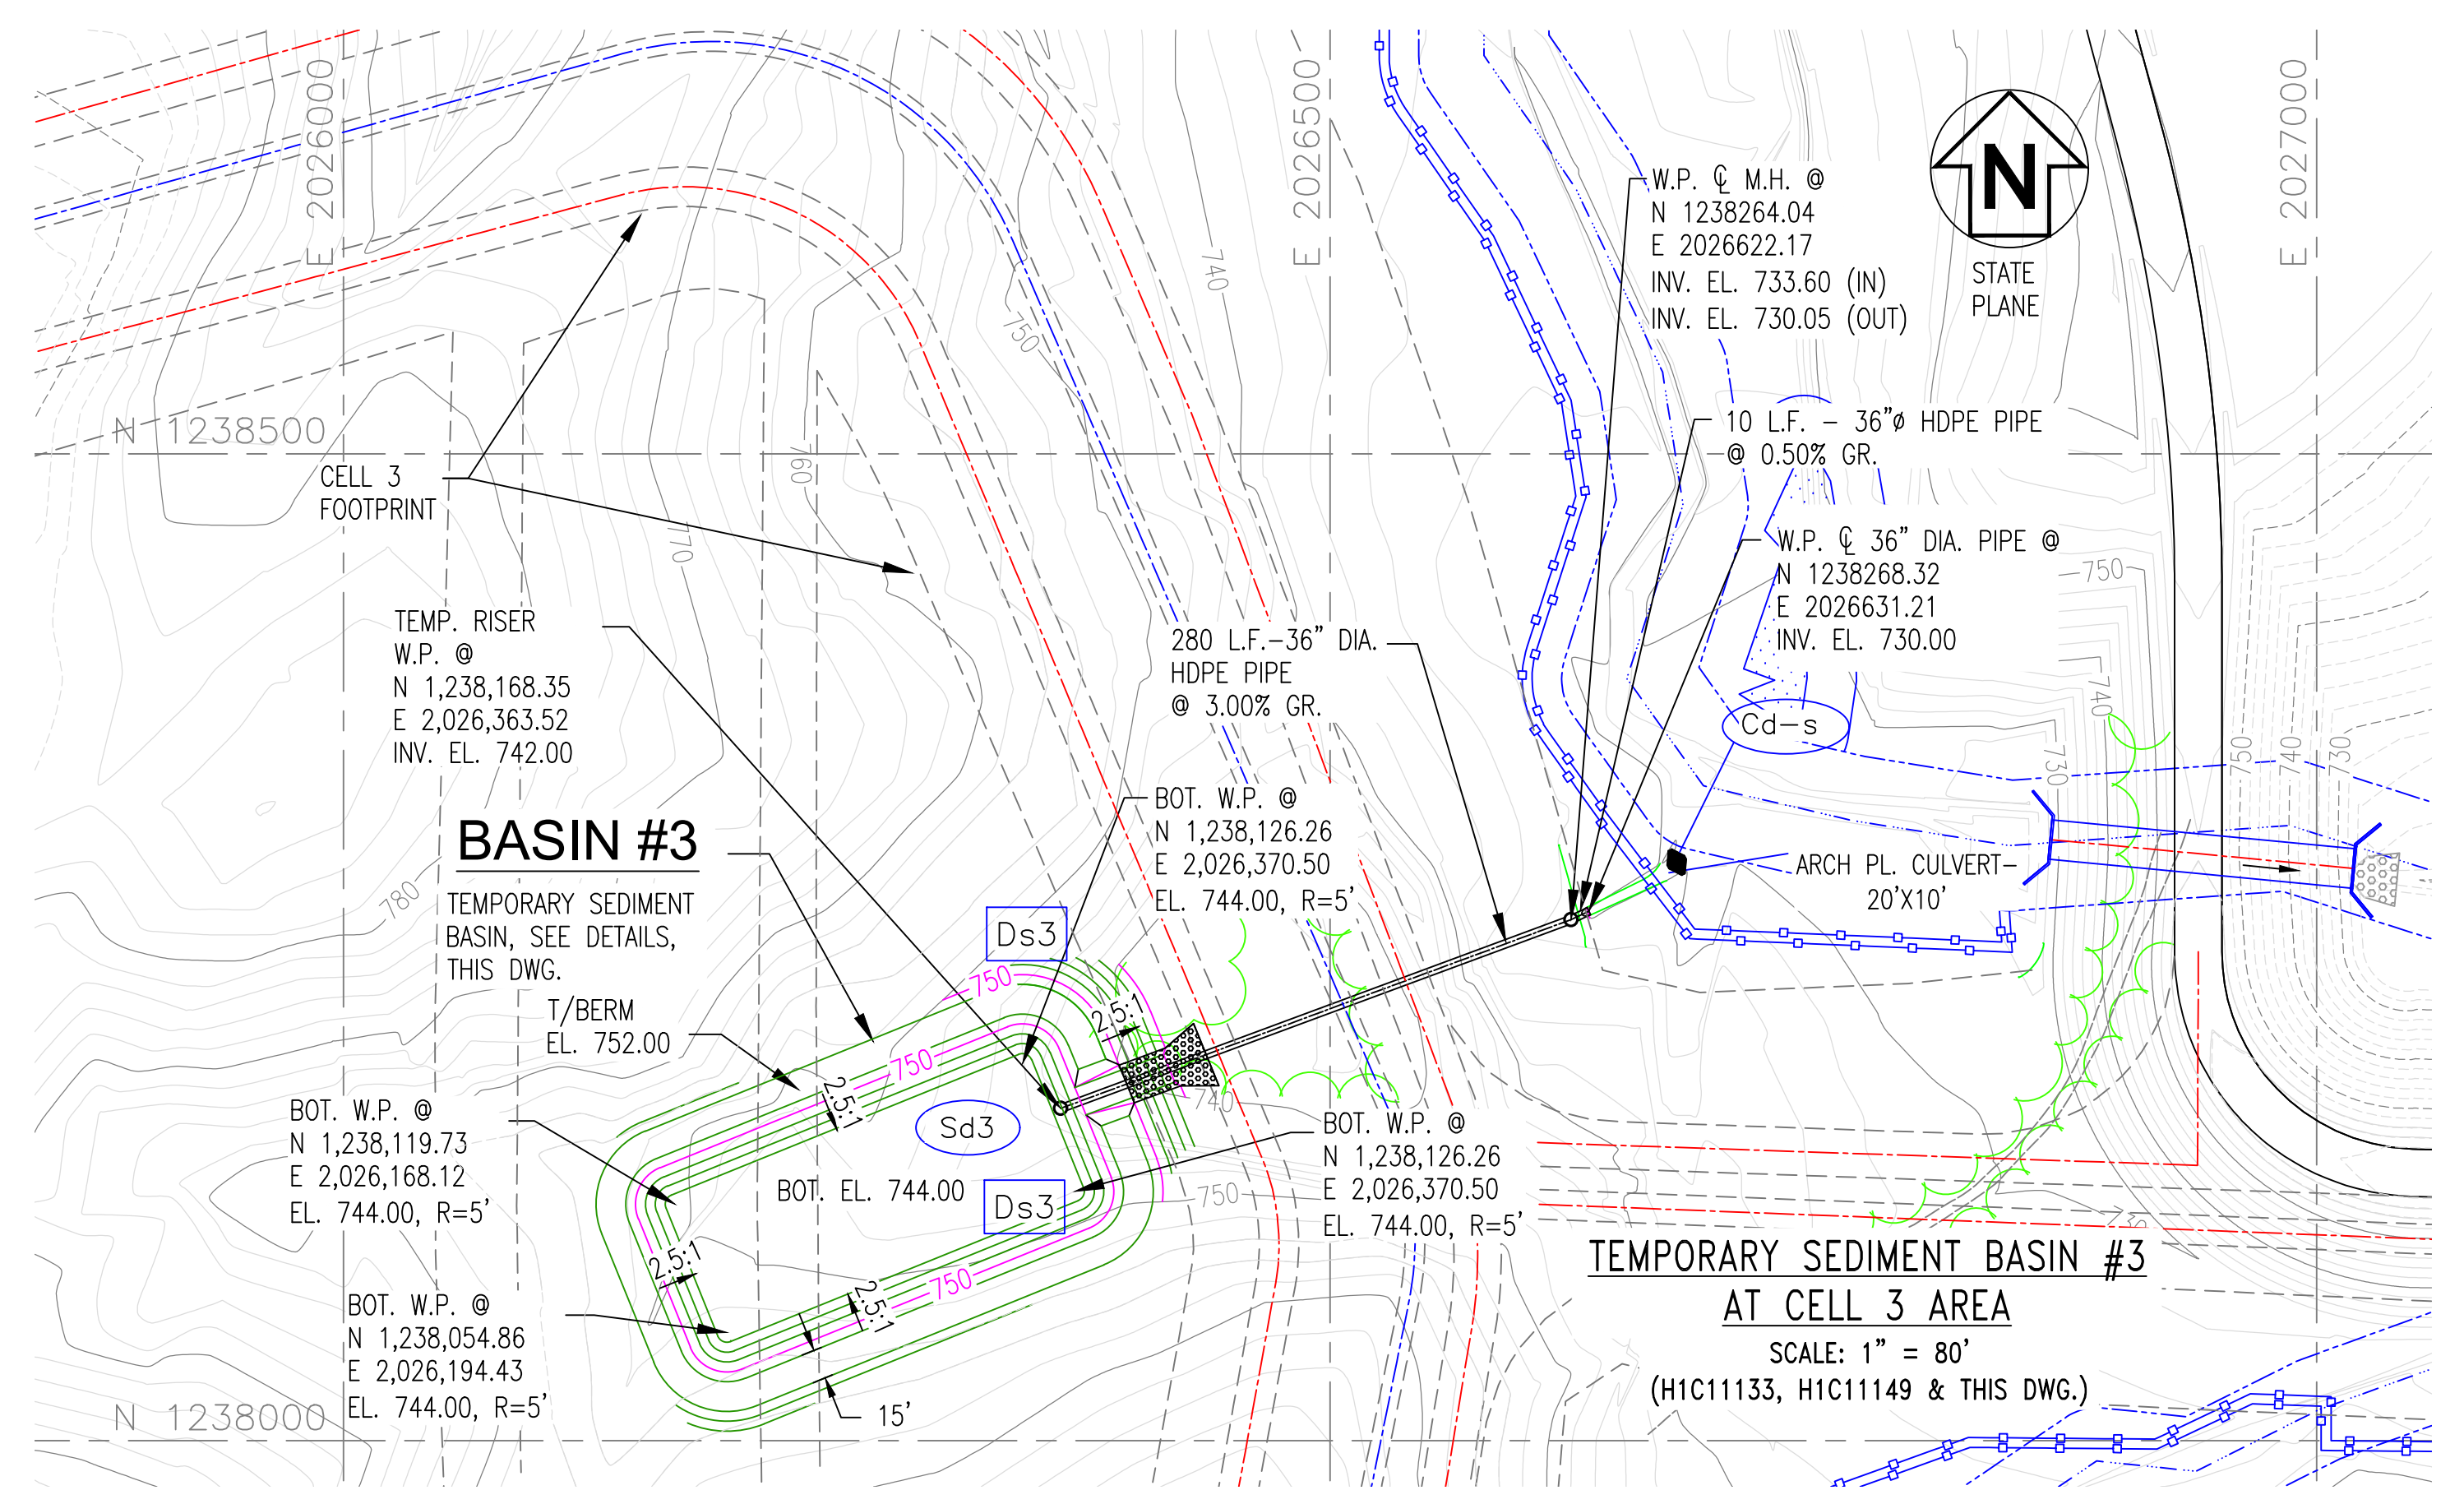 E 2026000
E 2026500
E 2027000
W.P. ℄ M.H. @
N 1238264.04
E 2026622.17
INV. EL. 733.60 (IN)
INV. EL. 730.05 (OUT)
N
STATE
PLANE
740
750
10 L.F. - 36"ø HDPE PIPE
@ 0.50% GR.
N 1238500
760
CELL 3
FOOTPRINT
770
W.P. ℄ 36" DIA. PIPE @
N 1238268.32
E 2026631.21
INV. EL. 730.00
750
TEMP. RISER
W.P. @
N 1,238,168.35
E 2,026,363.52
INV. EL. 742.00
280 L.F.-36" DIA.
HDPE PIPE
@ 3.00% GR.
740
Cd-s
730
750
740
730
BOT. W.P. @
N 1,238,126.26
E 2,026,370.50
EL. 744.00, R=5'
BASIN #3
TEMPORARY SEDIMENT
BASIN, SEE DETAILS,
THIS DWG.
780
ARCH PL. CULVERT-
20'X10'
Ds3
750
T/BERM
EL. 752.00
2.5:1
750
2.5:1
740
Sd3
BOT. W.P. @
N 1,238,119.73
E 2,026,168.12
EL. 744.00, R=5'
BOT. W.P. @
N 1,238,126.26
E 2,026,370.50
EL. 744.00, R=5'
BOT. EL. 744.00
Ds3
750
2.5:1
750
2.5:1
BOT. W.P. @
N 1,238,054.86
E 2,026,194.43
EL. 744.00, R=5'
15'
N 1238000
TEMPORARY SEDIMENT BASIN #3
AT CELL 3 AREA
SCALE: 1" = 80'
(H1C11133, H1C11149 & THIS DWG.)